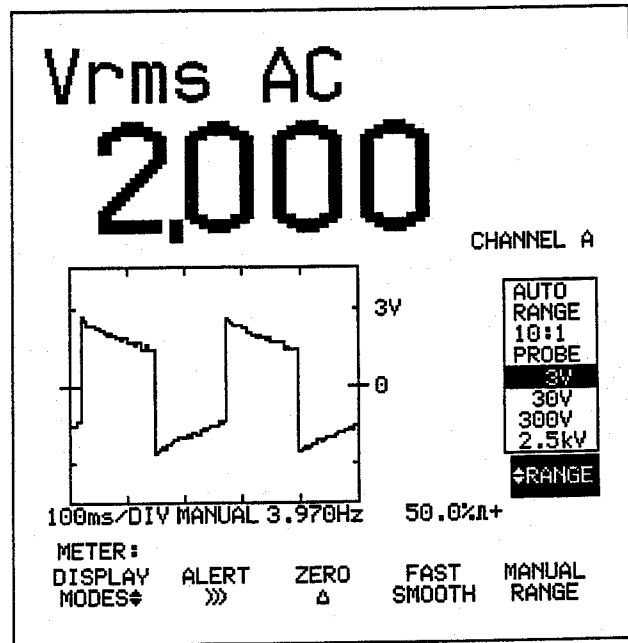 Vrms AC
2.000
CHANNEL A
3V
0
AUTO
RANGE
10:1
PROBE
3V
30V
300V
2.5kV
♦RANGE
100ms/DIV MANUAL 3.970Hz 50.0%⎍+
METER:
DISPLAY
MODES♦
ALERT
)))
ZERO
△
FAST
SMOOTH
MANUAL
RANGE